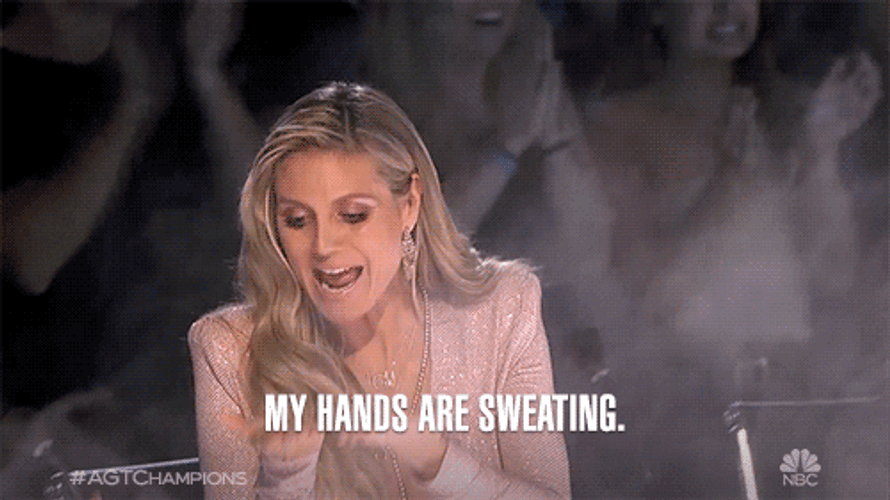 MY HANDS ARE SWEATING.
#AGTCHAMPIONS
NBC